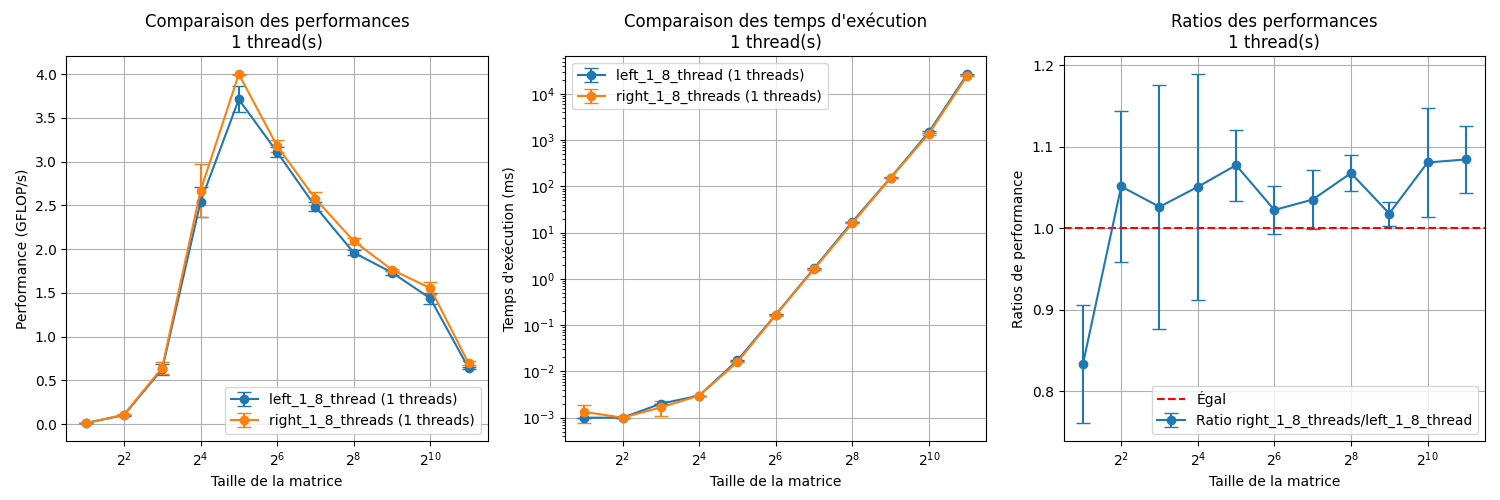 Comparaison des performances
1 thread(s)
Performance (GFLOP/s)
4.0
3.5
3.0
2.5
2.0
1.5
1.0
0.5
0.0
left_1_8_thread (1 threads)
right_1_8_threads (1 threads)
2^2 2^4 2^6 2^8 2^10
Taille de la matrice
Comparaison des temps d'exécution
1 thread(s)
left_1_8_thread (1 threads)
right_1_8_threads (1 threads)
Temps d'exécution (ms)
10^4
10^3
10^2
10^1
10^0
10^−1
10^−2
10^−3
2^2 2^4 2^6 2^8 2^10
Taille de la matrice
Ratios des performances
1 thread(s)
Ratios de performance
1.2
1.1
1.0
0.9
0.8
Égal
Ratio right_1_8_threads/left_1_8_thread
2^2 2^4 2^6 2^8 2^10
Taille de la matrice